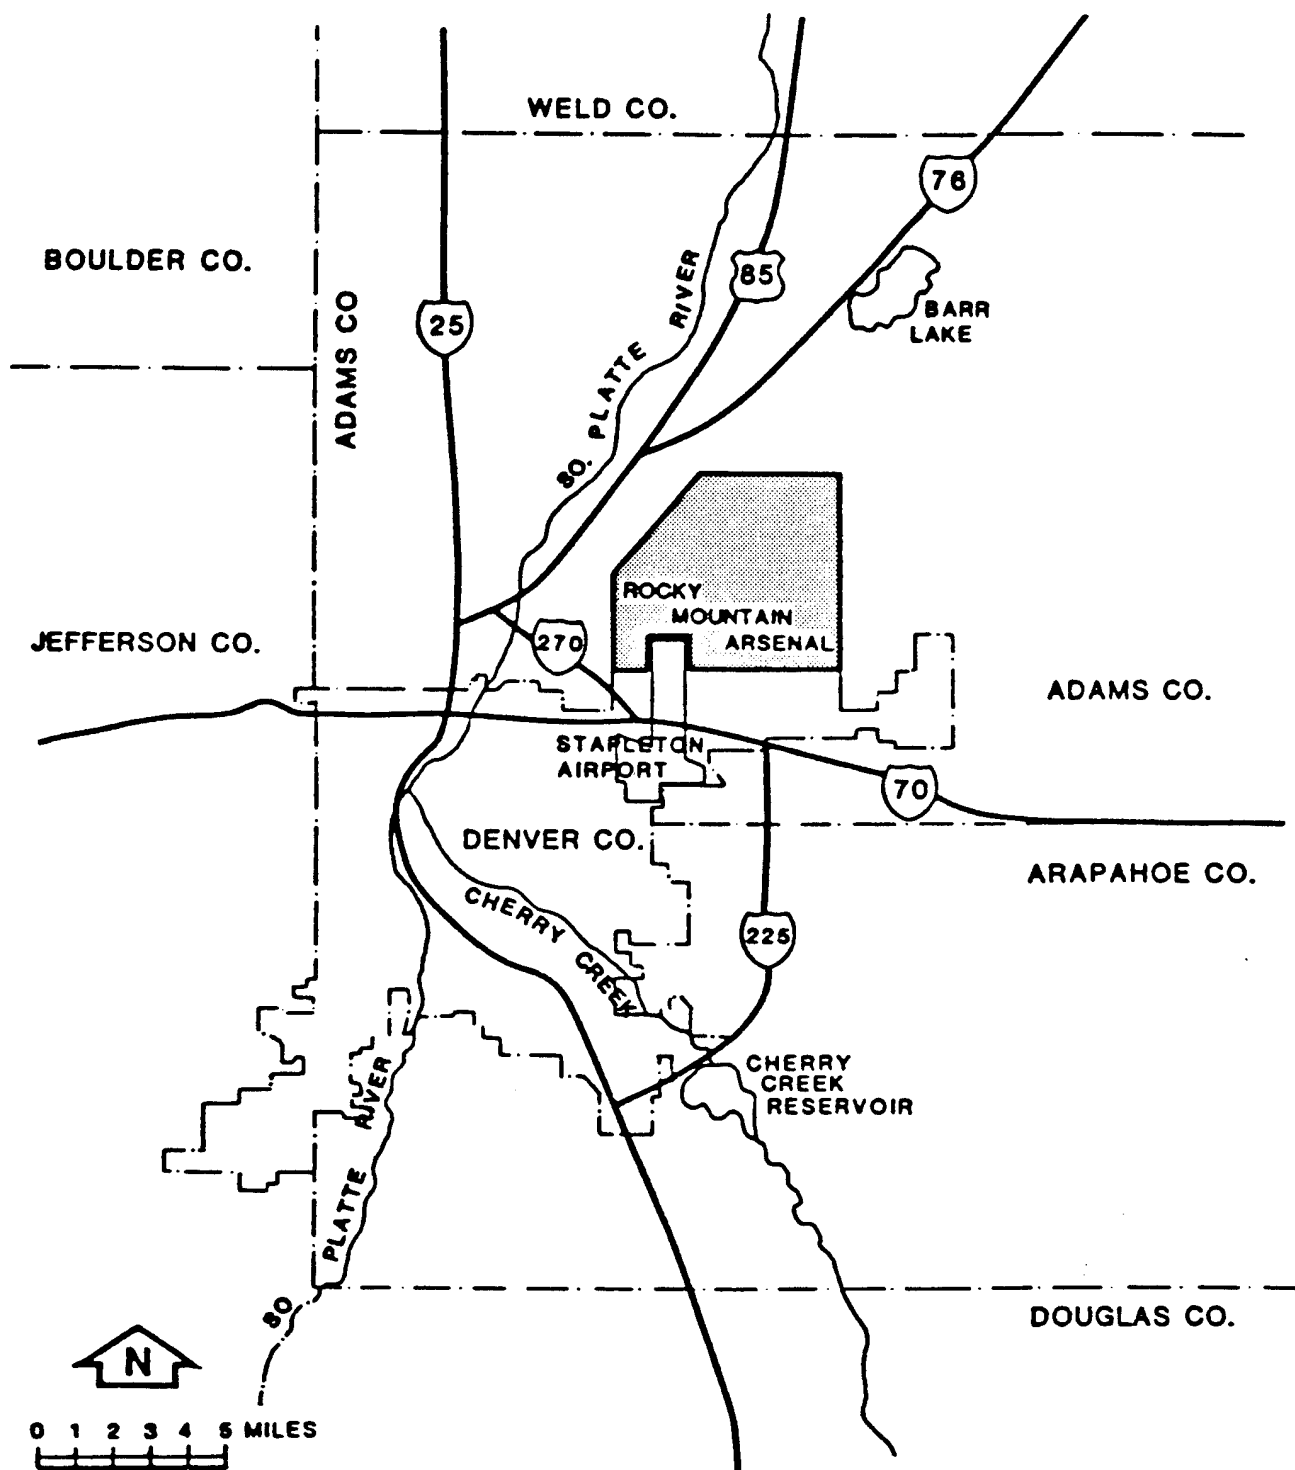 WELD CO.
76
BOULDER CO.
85
SO. PLATTE RIVER
25
ADAMS CO
BARR
LAKE
ROCKY
MOUNTAIN
ARSENAL
270
JEFFERSON CO.
ADAMS CO.
STAPLETON
AIRPORT
70
DENVER CO.
ARAPAHOE CO.
CHERRY CREEK
225
CHERRY
CREEK
RESERVOIR
SO PLATTE RIVER
DOUGLAS CO.
N
0 1 2 3 4 5 MILES